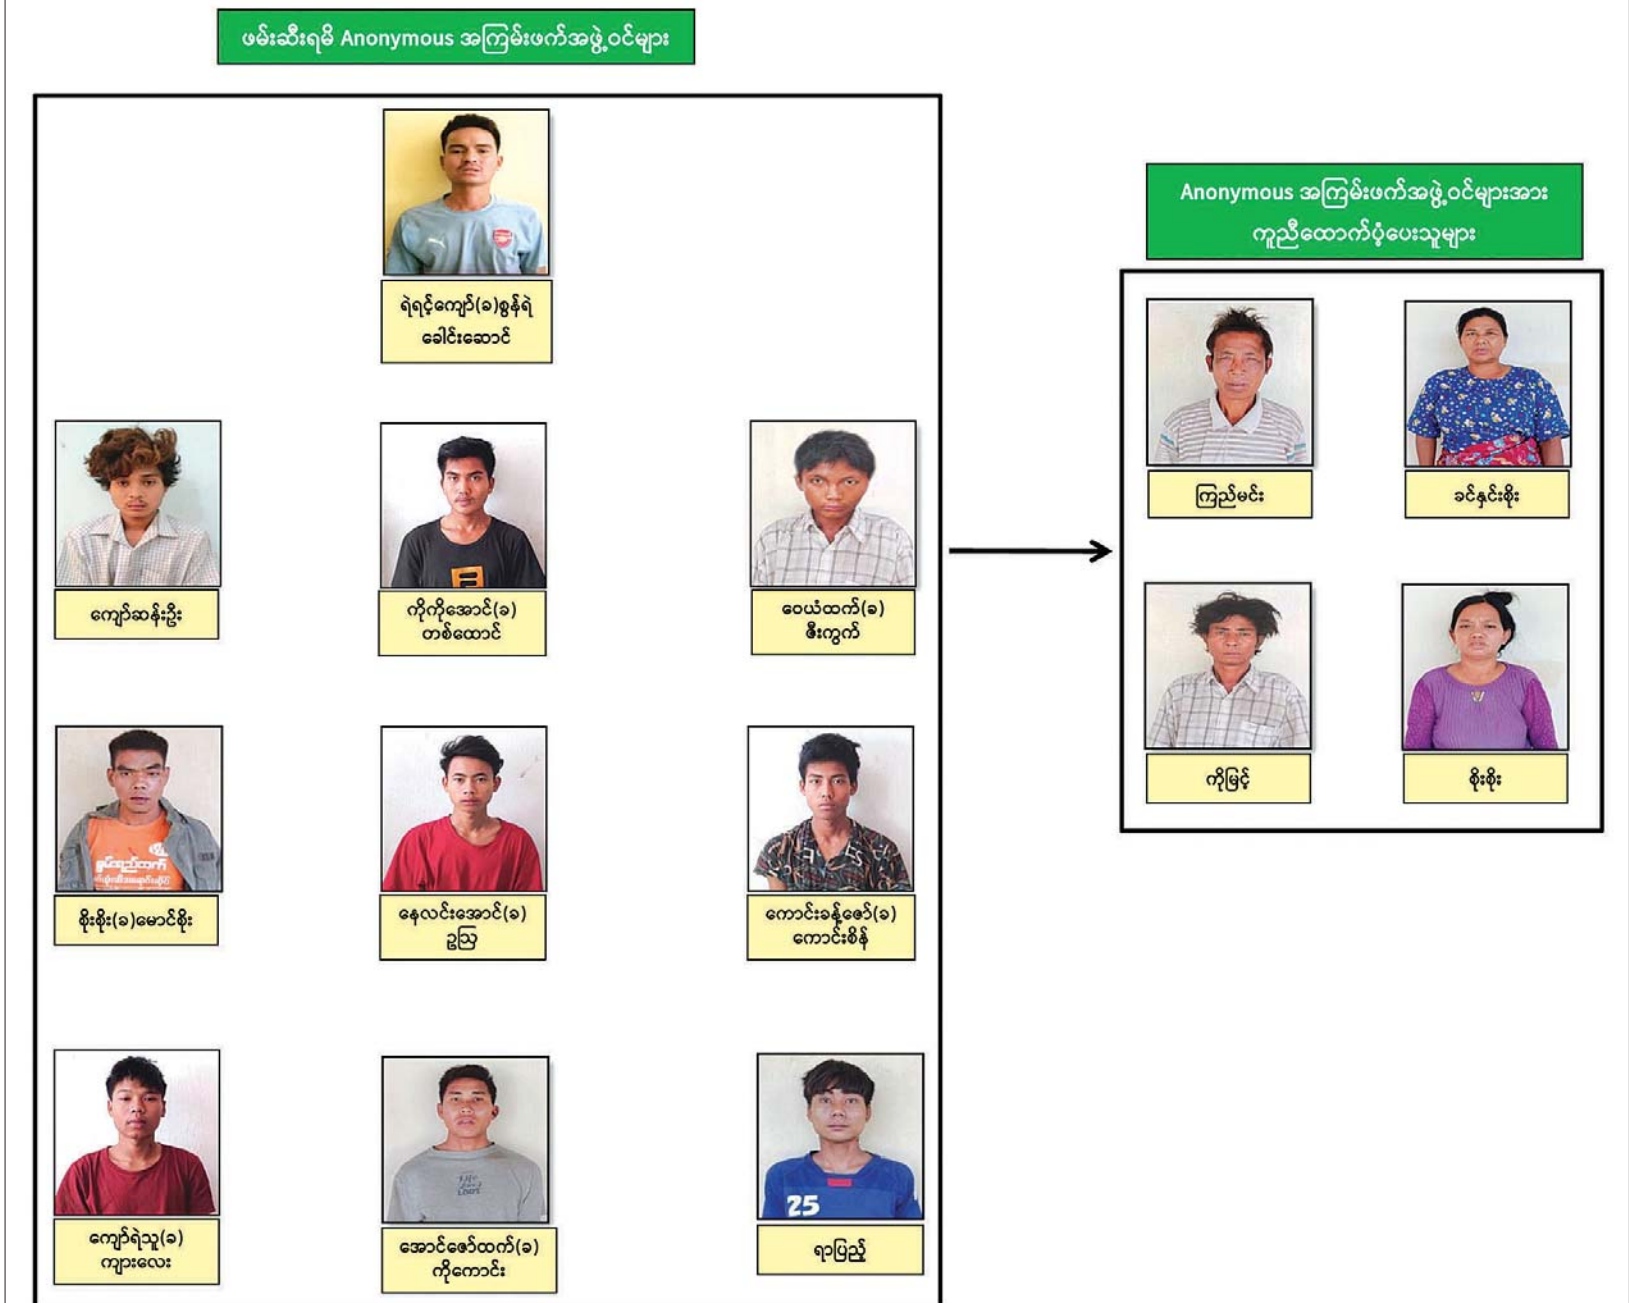 ဖမ်းဆီးရမိ Anonymous အကြမ်းဖက်အဖွဲ့ဝင်များ
ရဲရင့်ကျော်(ခ)စွန်ရဲ
ခေါင်းဆောင်
ကျော်ဆန်းဦး
ကိုကိုအောင်(ခ)
တစ်ထောင်
ဝေယံထက်(ခ)
ဇီးကွက်
စိုးစိုး(ခ)မောင်စိုး
နေလင်းအောင်(ခ)
ဥဩ
ကောင်းခန့်ဇော်(ခ)
ကောင်းစိန်
25
ကျော်ရဲသူ(ခ)
ကျားလေး
အောင်ဇော်ထက်(ခ)
ကိုကောင်း
ရာပြည့်
Anonymous အကြမ်းဖက်အဖွဲ့ဝင်များအား
ကူညီထောက်ပံ့ပေးသူများ
ကြည်မင်း
ခင်နှင်းစိုး
ကိုမြင့်
စိုးစိုး